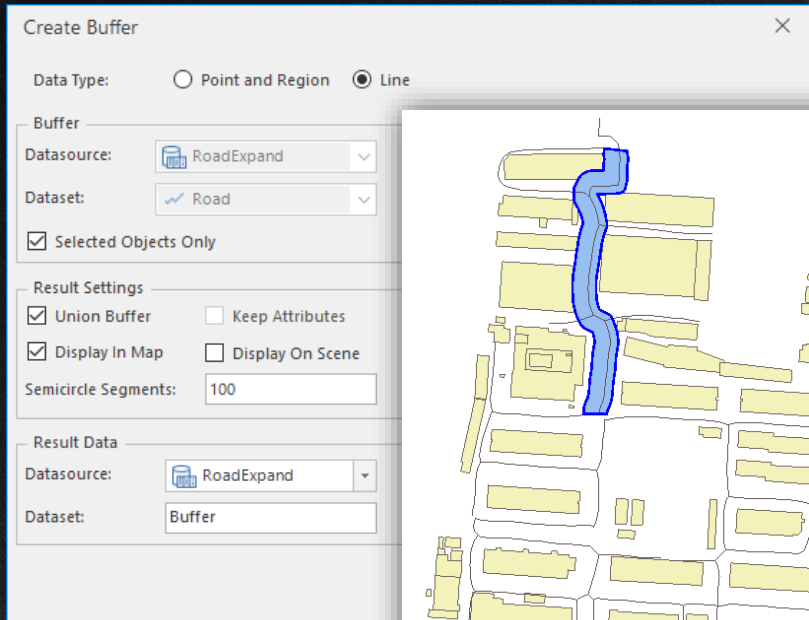 Create Buffer
Data Type: Point and Region Line
Buffer
Datasource: RoadExpand
Dataset: Road
Selected Objects Only
Result Settings
Union Buffer Keep Attributes
Display In Map Display On Scene
Semicircle Segments: 100
Result Data
Datasource: RoadExpand
Dataset: Buffer